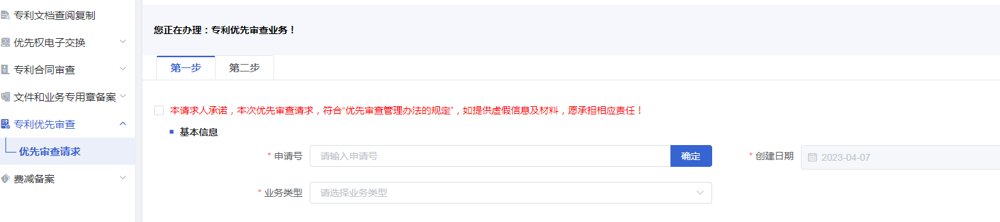 专利文档查阅复制
优先权电子交换
专利合同审查
文件和业务专用章备案
专利优先审查
优先审查请求
费减备案
您正在办理：专利优先审查业务！
第一步 第二步
本请求人承诺，本次优先审查请求，符合“优先审查管理办法的规定”，如提供虚假信息及材料，愿承担相应责任！
基本信息
* 申请号 请输入申请号 确定 * 创建日期 2023-04-07
* 业务类型 请选择业务类型